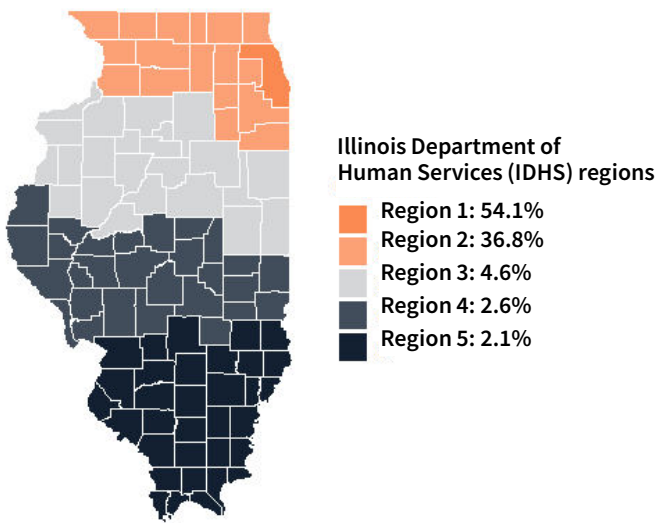 Illinois Department of
Human Services (IDHS) regions
Region 1: 54.1%
Region 2: 36.8%
Region 3: 4.6%
Region 4: 2.6%
Region 5: 2.1%